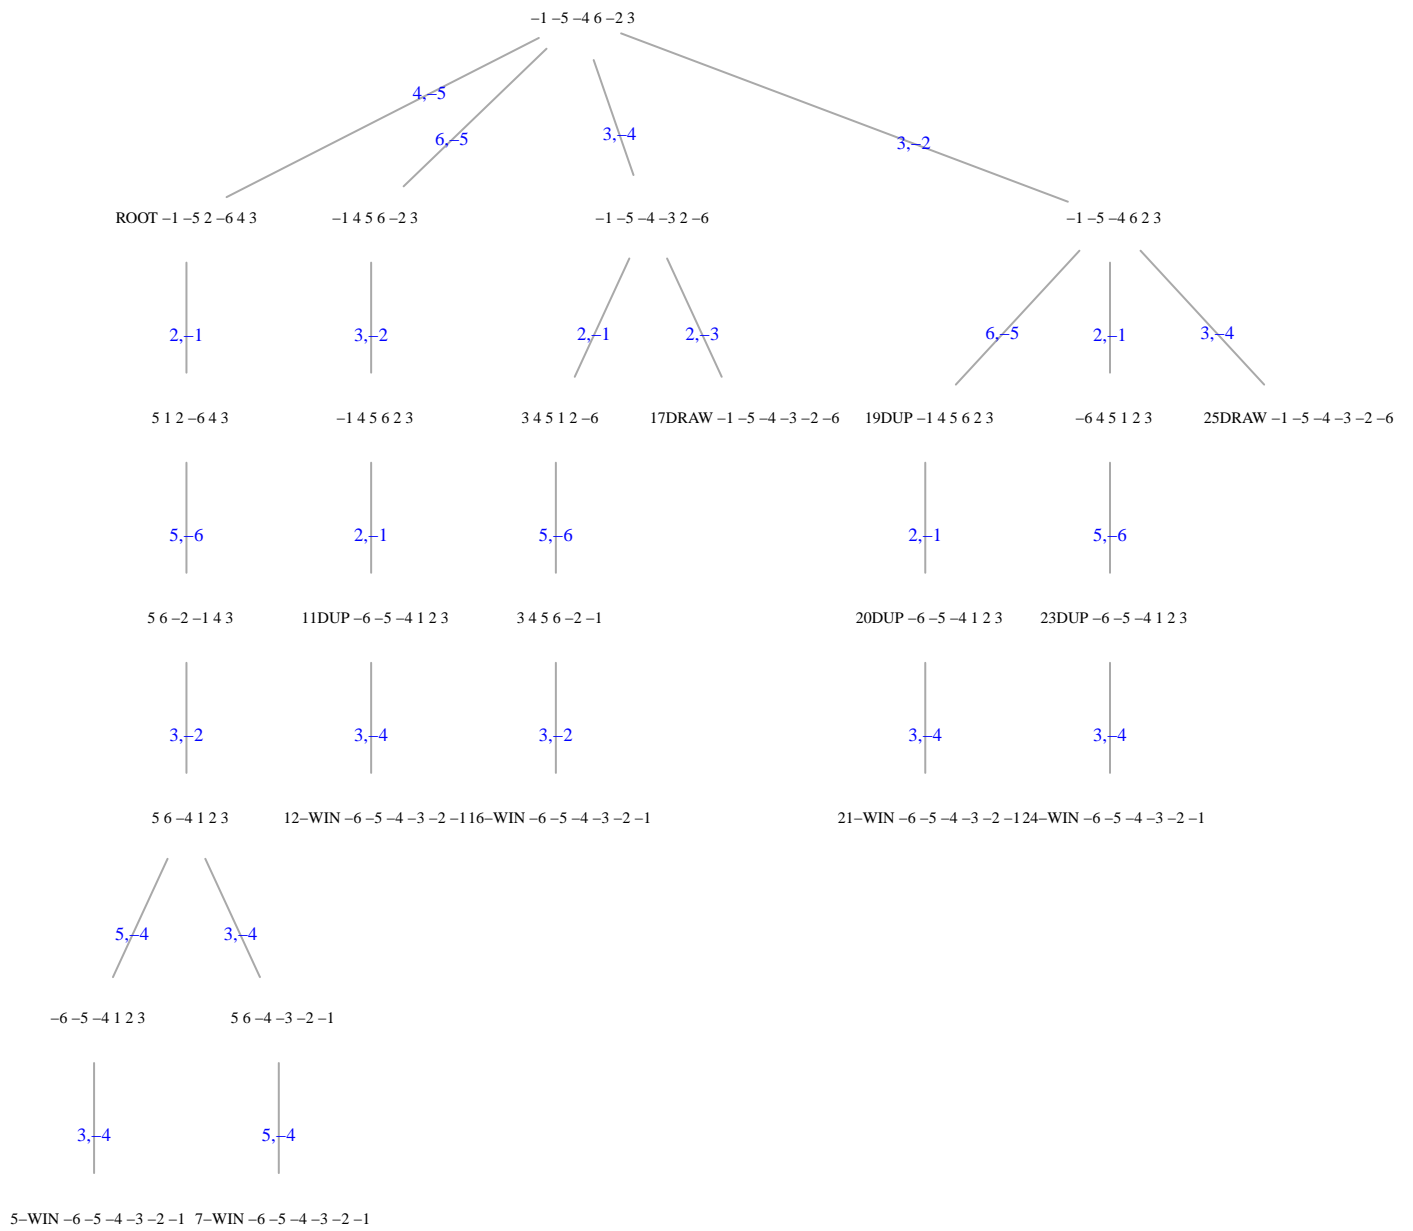 –1 –5 –4 6 –2 3
4,–5
6,–5
3,–4
3,–2
ROOT –1 –5 2 –6 4 3
–1 4 5 6 –2 3
–1 –5 –4 –3 2 –6
–1 –5 –4 6 2 3
2,–1
3,–2
2,–1
2,–3
6,–5
2,–1
3,–4
5 1 2 –6 4 3
–1 4 5 6 2 3
3 4 5 1 2 –6
17DRAW –1 –5 –4 –3 –2 –6
19DUP –1 4 5 6 2 3
–6 4 5 1 2 3
25DRAW –1 –5 –4 –3 –2 –6
5,–6
2,–1
5,–6
2,–1
5,–6
5 6 –2 –1 4 3
11DUP –6 –5 –4 1 2 3
3 4 5 6 –2 –1
20DUP –6 –5 –4 1 2 3
23DUP –6 –5 –4 1 2 3
3,–2
3,–4
3,–2
3,–4
3,–4
5 6 –4 1 2 3
12–WIN –6 –5 –4 –3 –2 –1
16–WIN –6 –5 –4 –3 –2 –1
21–WIN –6 –5 –4 –3 –2 –1
24–WIN –6 –5 –4 –3 –2 –1
5,–4
3,–4
–6 –5 –4 1 2 3
5 6 –4 –3 –2 –1
3,–4
5,–4
5–WIN –6 –5 –4 –3 –2 –1
7–WIN –6 –5 –4 –3 –2 –1